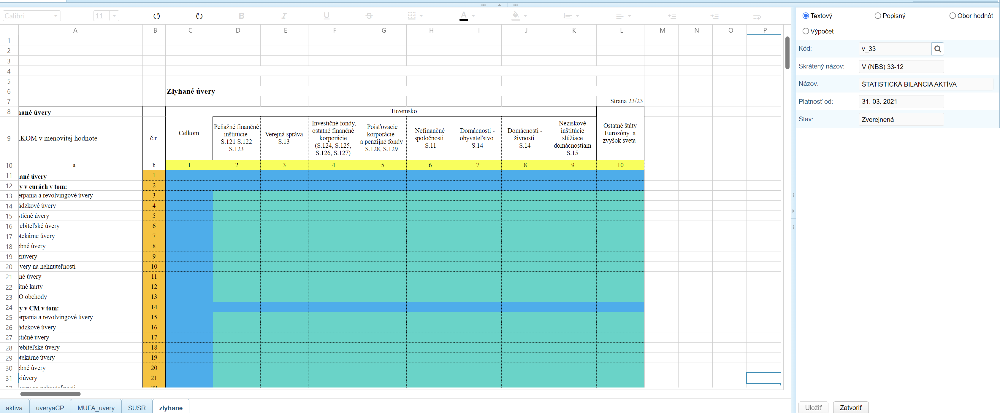 Calibri 11 B I U S A
A B C D E F G H I J K L M N O P
1
2
3
4
5
6 Zlyhané úvery
7 Strana 23/23
8 hané úvery Tuzemsko
9 .KOM v menovitej hodnote č.r. Celkom
Peňažné finančné
inštitúcie
S.121 S.122
S.123
Verejná správa
S.13
Investičné fondy,
ostatné finančné
korporácie
(S.124, S.125,
S.126, S.127)
Poisťovacie
korporácie
a penzijné fondy
S.128, S.129
Nefinančné
spoločnosti
S.11
Domácnosti -
obyvateľstvo
S.14
Domácnosti -
živnosti
S.14
Neziskové
inštitúcie
slúžiace
domácnostiam
S.15
Ostatné štáty
Eurozóny a
zvyšok sveta
10 a b 1 2 3 4 5 6 7 8 9 10
11 ané úvery 1
12 y v eurách v tom: 2
13 erpania a revolvingové úvery 3
14 ádzkové úvery 4
15 stičné úvery 5
16 rebiteľské úvery 6
17 otekárne úvery 7
18 ebné úvery 8
19 ziúvery 9
20 úvery na nehnuteľnosti 10
21 né úvery 11
22 itné karty 12
23 O obchody 13
24 y v CM v tom: 14
25 erpania a revolvingové úvery 15
26 ádzkové úvery 16
27 stičné úvery 17
28 rebiteľské úvery 18
29 otekárne úvery 19
30 ebné úvery 20
31 ziúvery 21
aktiva uveryaCP MUFA_uvery SUSR zlyhane
Textový Popisný Obor hodnôt
Výpočet
Kód: v_33
Skrátený názov: V (NBS) 33-12
Názov: ŠTATISTICKÁ BILANCIA AKTÍVA
Platnosť od: 31. 03. 2021
Stav: Zverejnená
Uložiť Zatvoriť